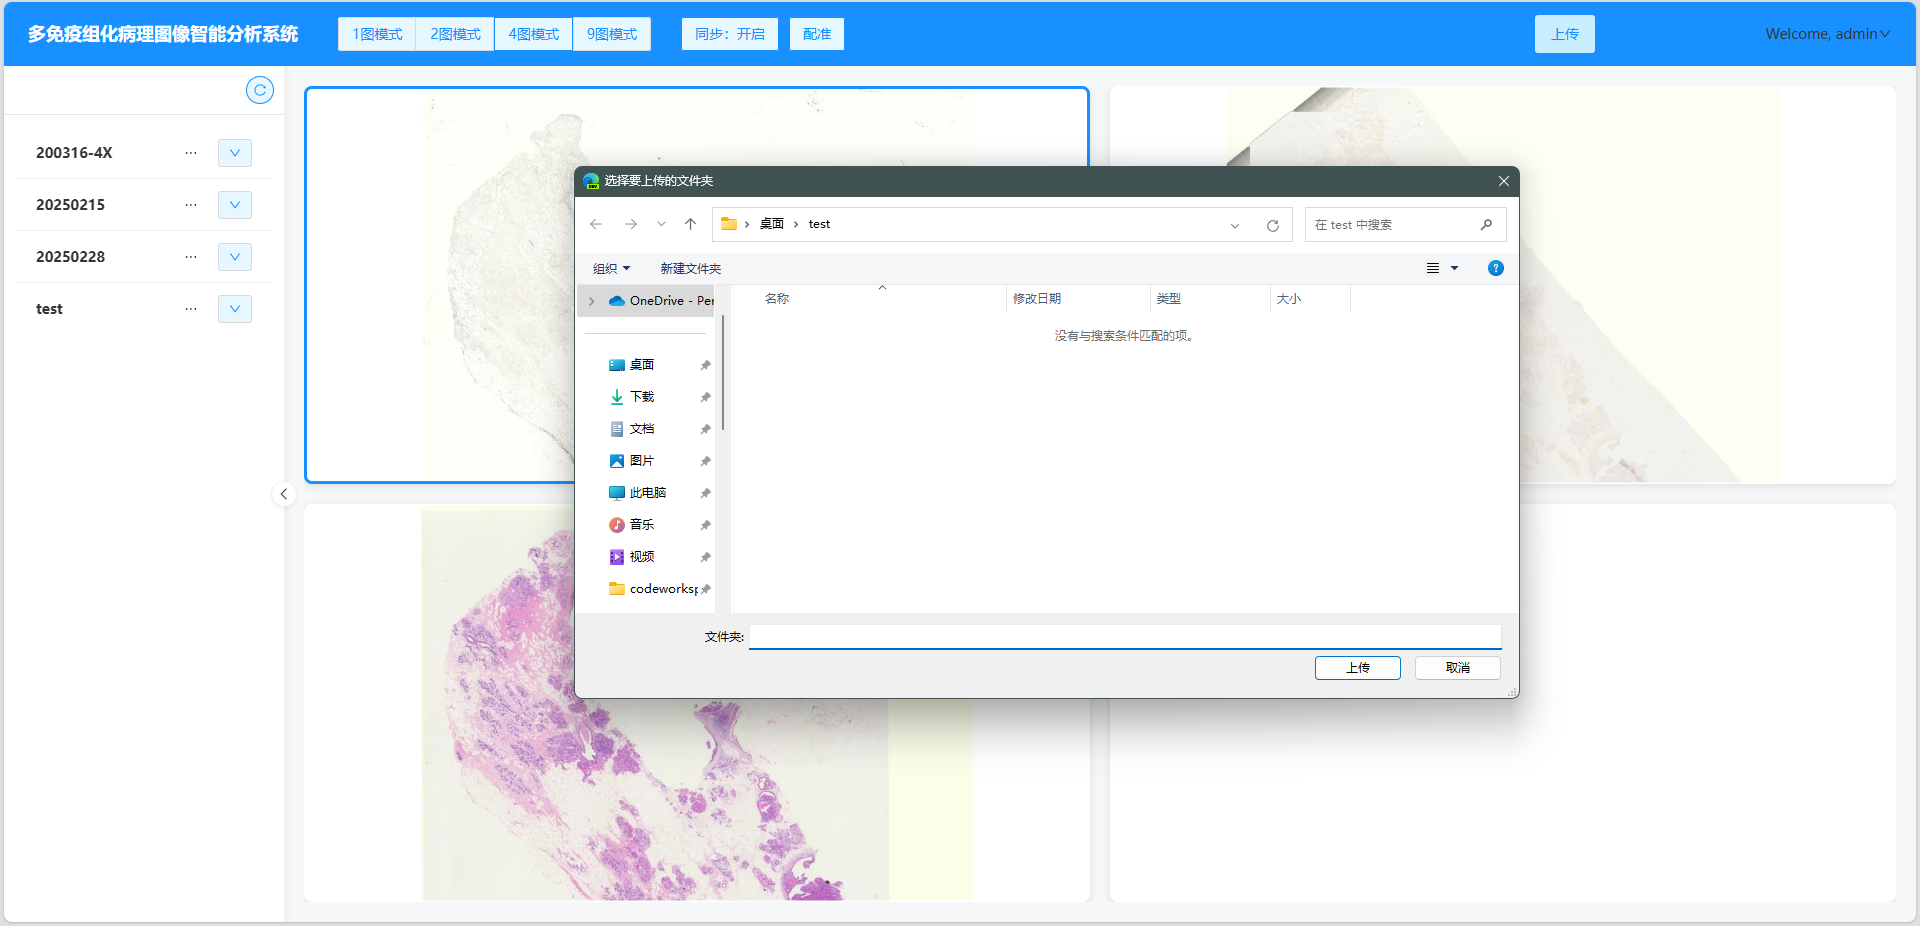 多免疫组化病理图像智能分析系统
1图模式
2图模式
4图模式
9图模式
同步：开启
配准
上传
Welcome, admin
200316-4X
20250215
20250228
test
选择要上传的文件夹
桌面
test
在 test 中搜索
组织
新建文件夹
OneDrive - Per
桌面
下载
文档
图片
此电脑
音乐
视频
codeworksp
名称
修改日期
类型
大小
没有与搜索条件匹配的项。
文件夹:
上传
取消